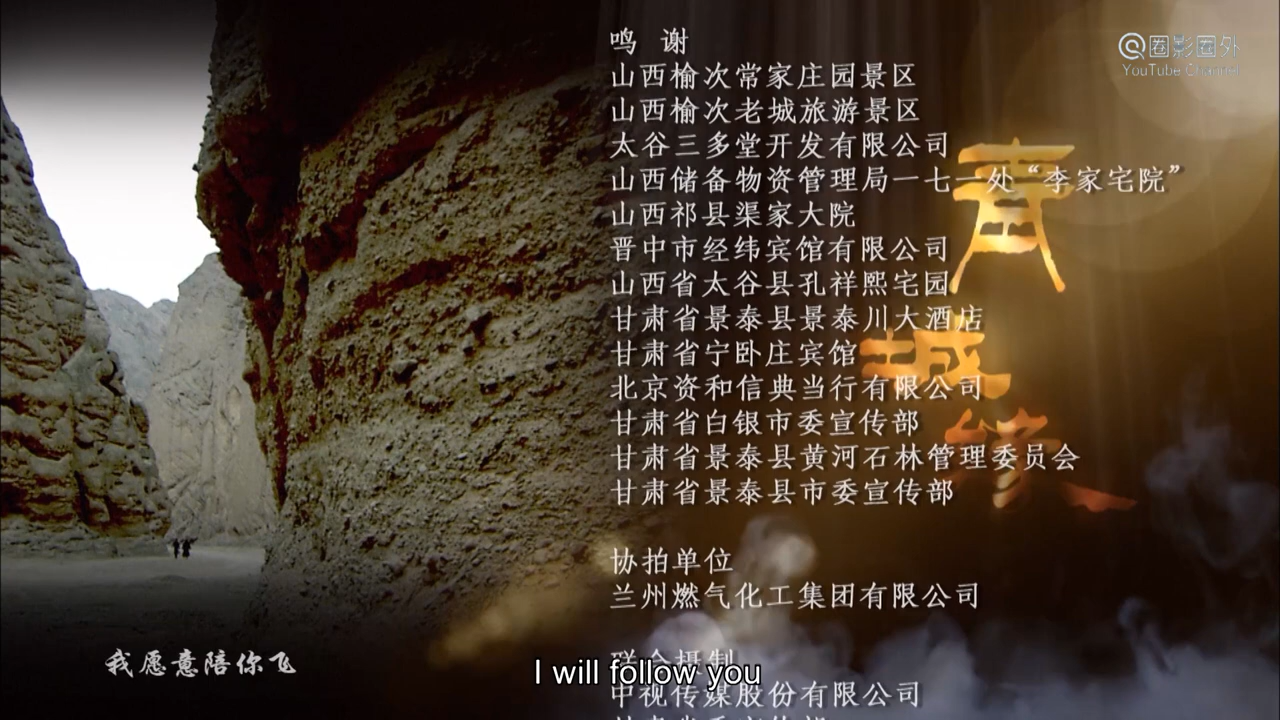 鸣 谢
山西榆次常家庄园景区
山西榆次老城旅游景区
太谷三多堂开发有限公司
山西储备物资管理局一七一处“李家宅院”
山西祁县渠家大院
晋中市经纬宾馆有限公司
山西省太谷县孔祥熙宅园
甘肃省景泰县景泰川大酒店
甘肃省宁卧庄宾馆
北京资和信典当行有限公司
甘肃省白银市委宣传部
甘肃省景泰县黄河石林管理委员会
甘肃省景泰县市委宣传部
协拍单位
兰州燃气化工集团有限公司
联合摄制
中视传媒股份有限公司
圈影圈外
YouTube Channel
青
城
缘
我愿意陪你飞
I will follow you